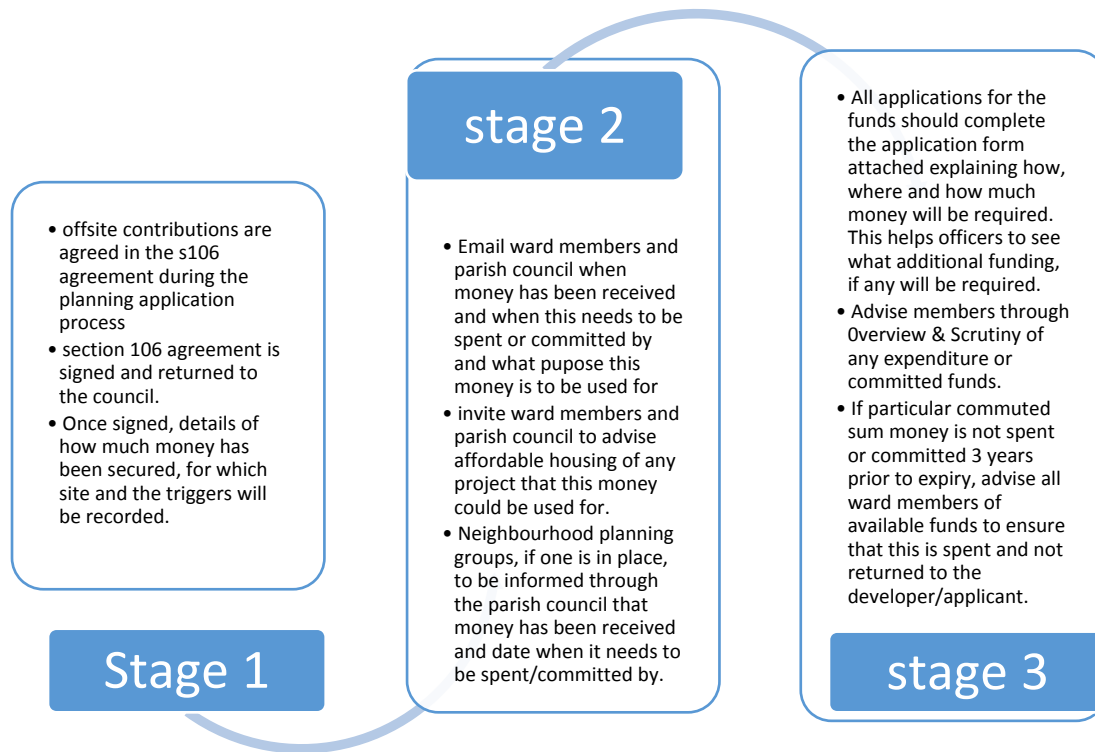 • offsite contributions are
agreed in the s106
agreement during the
planning application
process
• section 106 agreement is
signed and returned to
the council.
• Once signed, details of
how much money has
been secured, for which
site and the triggers will
be recorded.
Stage 1
stage 2
• Email ward members and
parish council when
money has been received
and when this needs to be
spent or committed by
and what pupose this
money is to be used for
• invite ward members and
parish council to advise
affordable housing of any
project that this money
could be used for.
• Neighbourhood planning
groups, if one is in place,
to be informed through
the parish council that
money has been received
and date when it needs to
be spent/committed by.
• All applications for the
funds should complete
the application form
attached explaining how,
where and how much
money will be required.
This helps officers to see
what additional funding,
if any will be required.
• Advise members through
0verview & Scrutiny of
any expenditure or
committed funds.
• If particular commuted
sum money is not spent
or committed 3 years
prior to expiry, advise all
ward members of
available funds to ensure
that this is spent and not
returned to the
developer/applicant.
stage 3